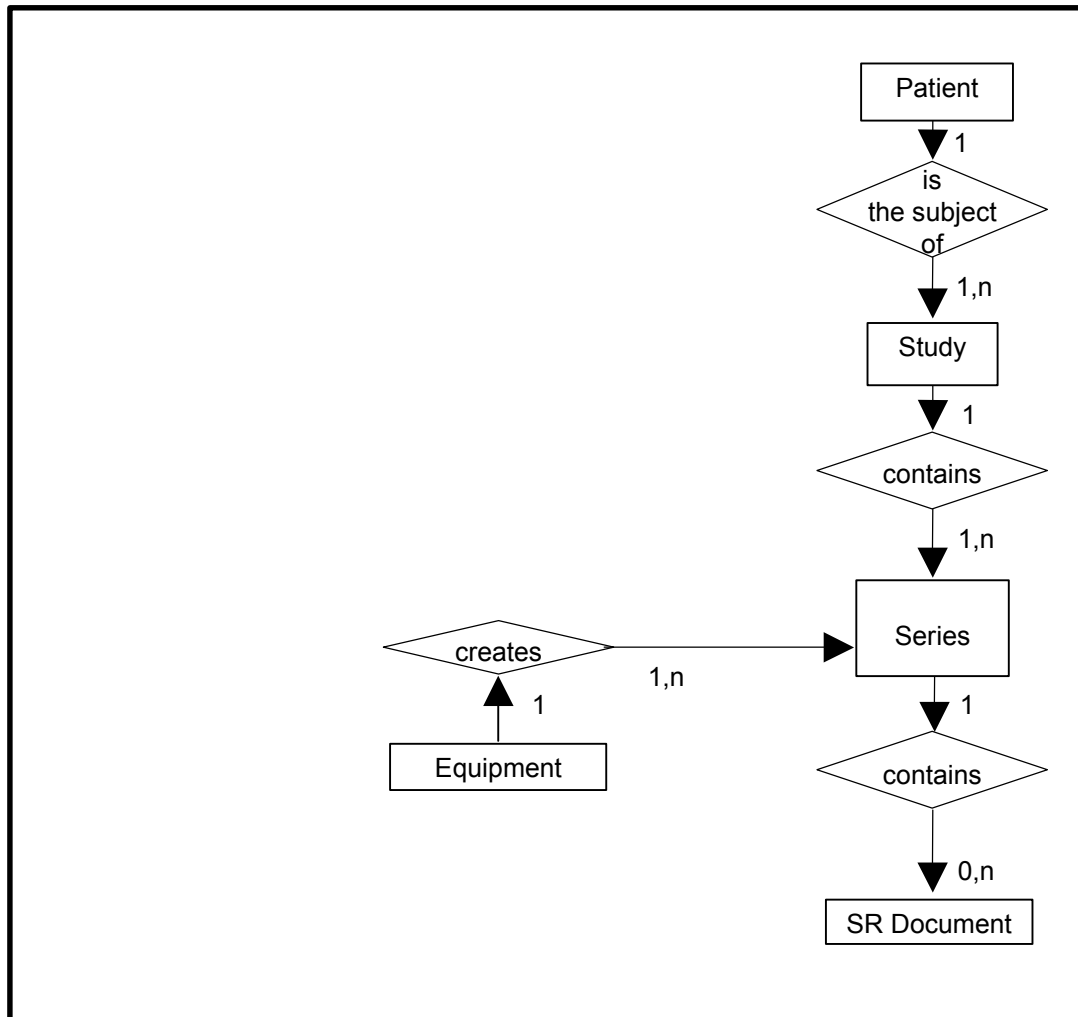 Patient
1
is
the subject
of
1,n
Study
1
contains
1,n
Series
creates
1,n
1
Equipment
1
contains
0,n
SR Document